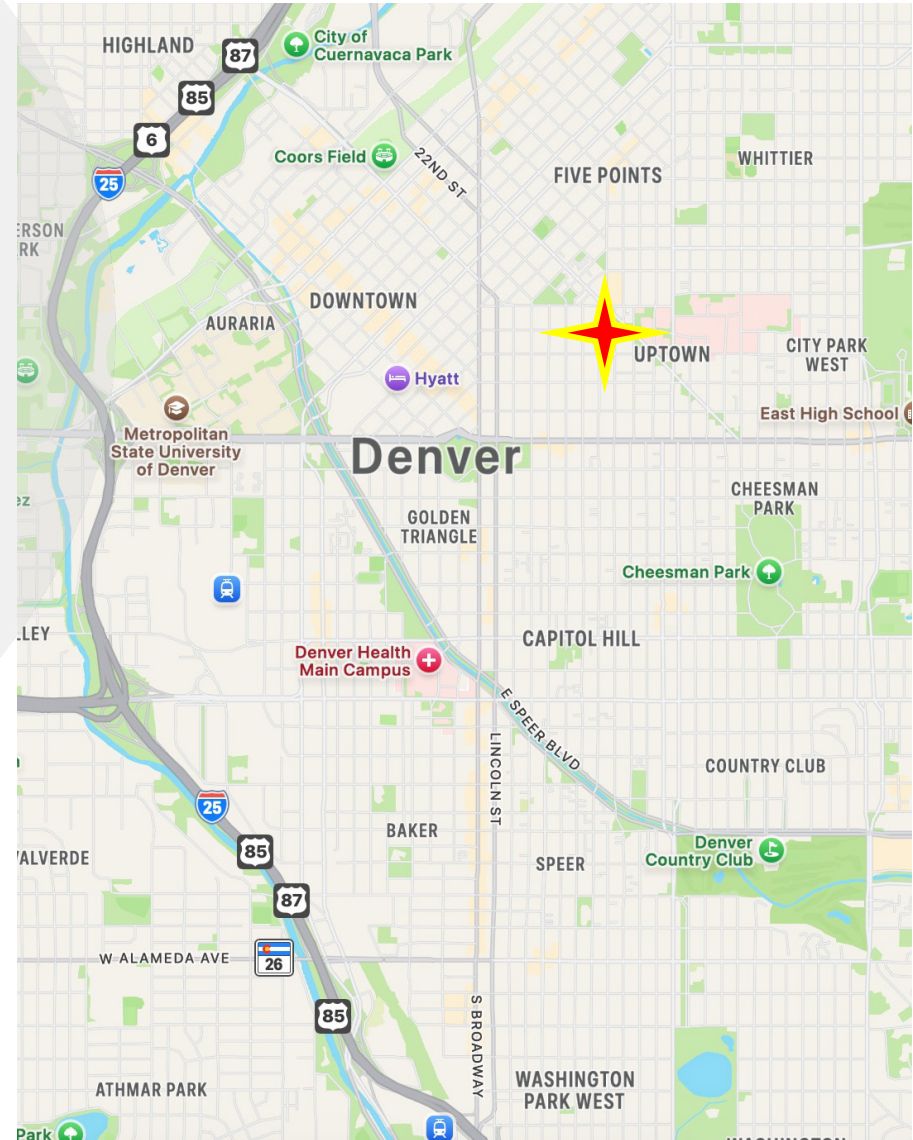 HIGHLAND
87
City of
Cuernavaca Park
85
6
25
Coors Field
22ND ST
FIVE POINTS
WHITTIER
ERSON
RK
DOWNTOWN
AURARIA
UPTOWN
CITY PARK
WEST
Hyatt
East High School
Metropolitan
State University
of Denver
Denver
ez
CHEESMAN
PARK
GOLDEN
TRIANGLE
Cheesman Park
LLEY
CAPITOL HILL
Denver Health
Main Campus
E SPEER BLVD
LINCOLN ST
COUNTRY CLUB
25
BAKER
85
ALVERDE
SPEER
Denver
Country Club
87
W ALAMEDA AVE
26
85
S BROADWAY
ATHMAR PARK
WASHINGTON
PARK WEST
Park